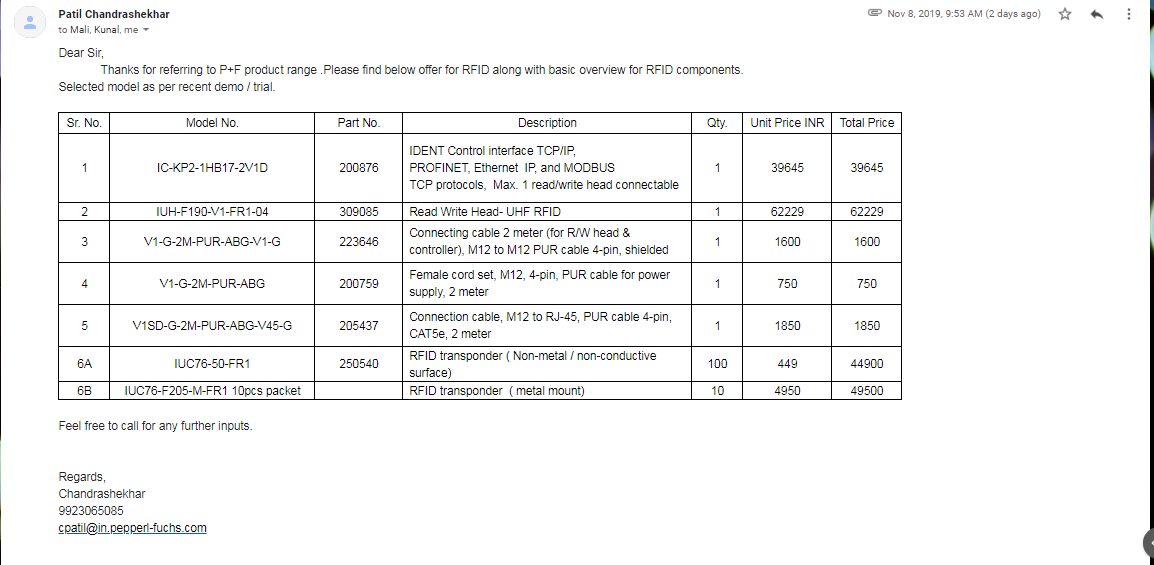 Patil Chandrashekhar
Nov 8, 2019, 9:53 AM (2 days ago)
to Mali, Kunal, me
Dear Sir,
Thanks for referring to P+F product range .Please find below offer for RFID along with basic overview for RFID components.
Selected model as per recent demo / trial.
Sr. No. Model No. Part No. Description Qty. Unit Price INR Total Price
1 IC-KP2-1HB17-2V1D 200876 IDENT Control interface TCP/IP,
PROFINET, Ethernet IP, and MODBUS
TCP protocols, Max. 1 read/write head connectable 1 39645 39645
2 IUH-F190-V1-FR1-04 309085 Read Write Head- UHF RFID 1 62229 62229
3 V1-G-2M-PUR-ABG-V1-G 223646 Connecting cable 2 meter (for R/W head &
controller), M12 to M12 PUR cable 4-pin, shielded 1 1600 1600
4 V1-G-2M-PUR-ABG 200759 Female cord set, M12, 4-pin, PUR cable for power
supply, 2 meter 1 750 750
5 V1SD-G-2M-PUR-ABG-V45-G 205437 Connection cable, M12 to RJ-45, PUR cable 4-pin,
CAT5e, 2 meter 1 1850 1850
6A IUC76-50-FR1 250540 RFID transponder ( Non-metal / non-conductive
surface) 100 449 44900
6B IUC76-F205-M-FR1 10pcs packet RFID transponder ( metal mount) 10 4950 49500
Feel free to call for any further inputs.
Regards,
Chandrashekhar
9923065085
cpatil@in.pepperl-fuchs.com